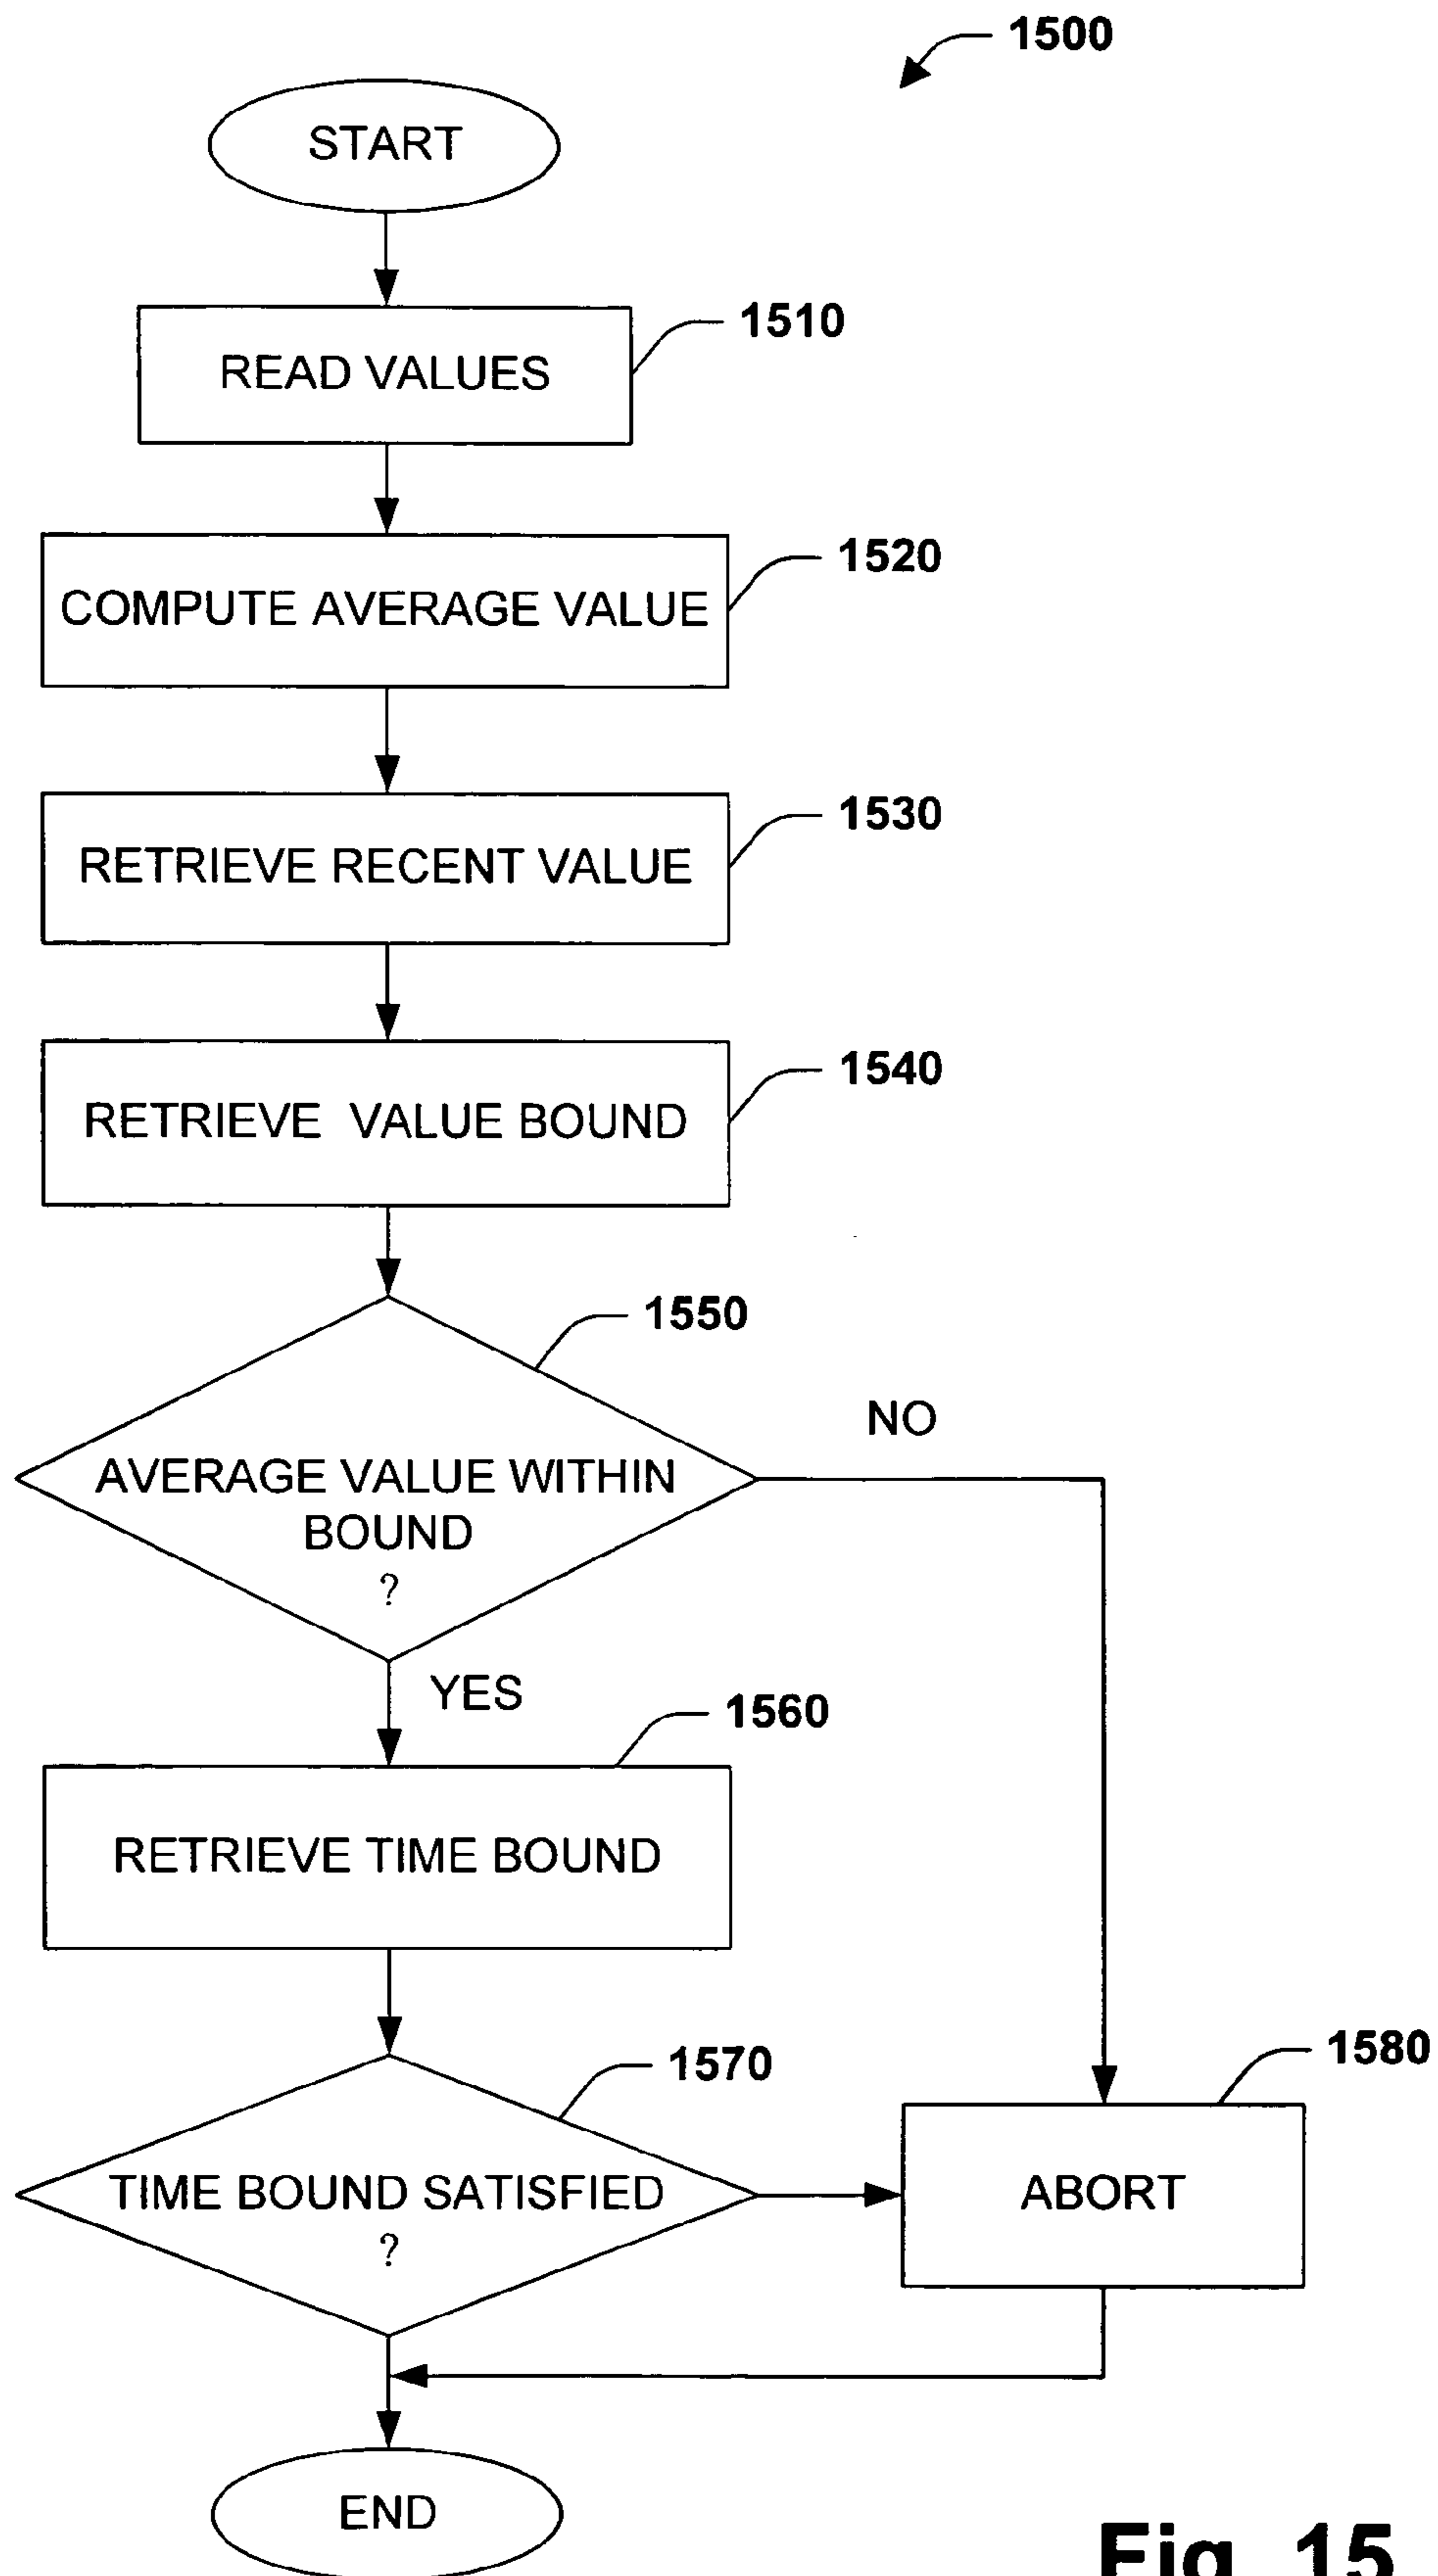 1500
START
1510
READ VALUES
1520
COMPUTE AVERAGE VALUE
1530
RETRIEVE RECENT VALUE
1540
RETRIEVE VALUE BOUND
1550
NO
AVERAGE VALUE WITHIN
BOUND
?
YES
1560
RETRIEVE TIME BOUND
1570
1580
TIME BOUND SATISFIED
?
ABORT
END
Fig. 15